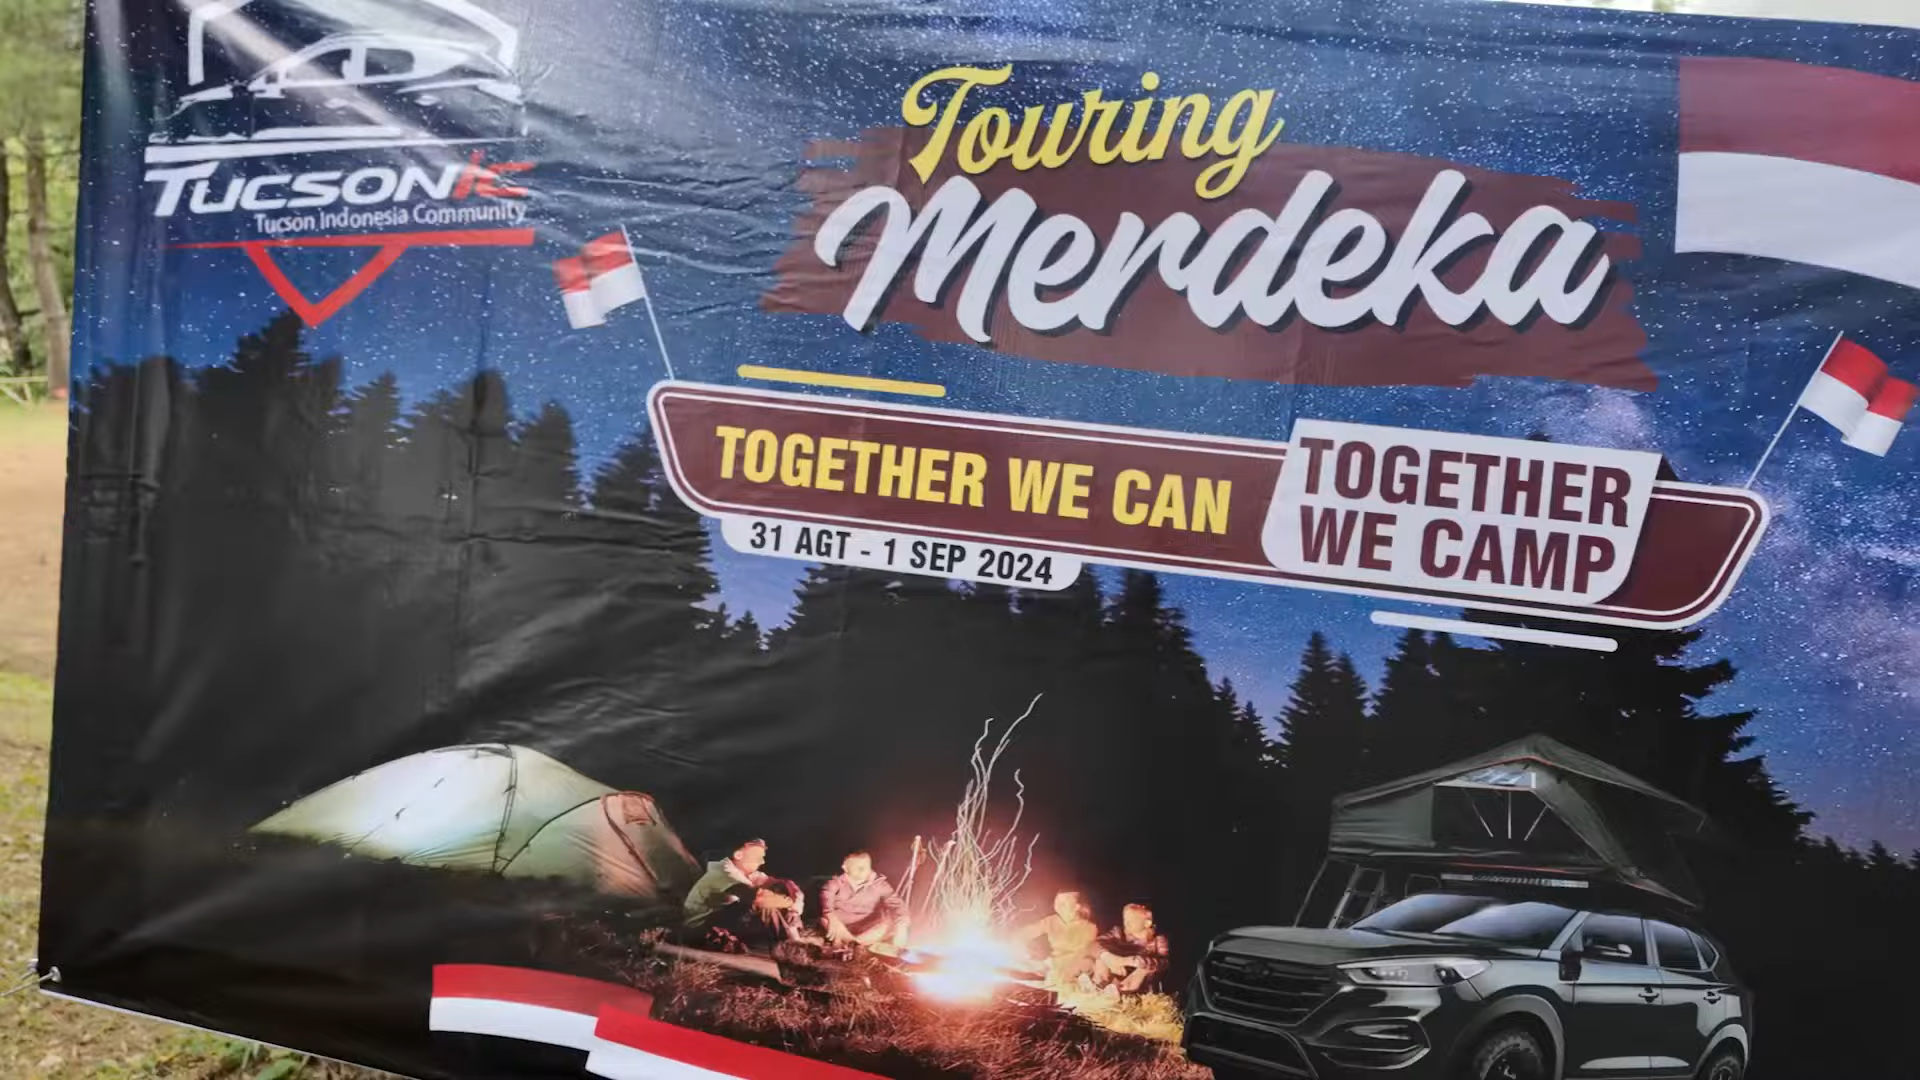 TUCSONIC
Tucson Indonesia Community
Touring
Merdeka
TOGETHER WE CAN
TOGETHER
WE CAMP
31 AGT - 1 SEP 2024